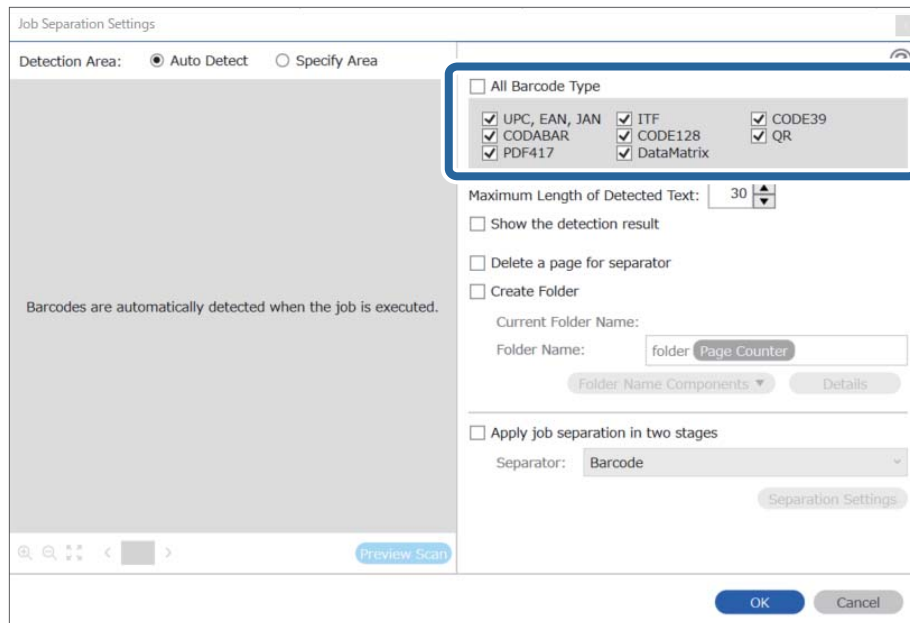 Job Separation Settings
Detection Area: Auto Detect Specify Area
All Barcode Type
UPC, EAN, JAN ITF CODE39
CODABAR CODE128 QR
PDF417 DataMatrix
Maximum Length of Detected Text: 30
Show the detection result
Delete a page for separator
Barcodes are automatically detected when the job is executed.
Create Folder
Current Folder Name:
Folder Name: folder Page Counter
Folder Name Components Details
Apply job separation in two stages
Separator: Barcode
Separation Settings
Preview Scan
OK Cancel